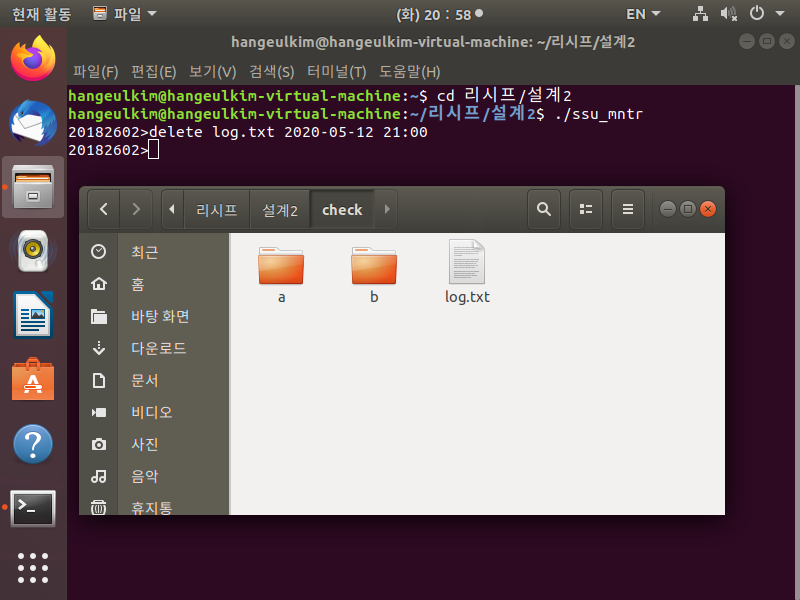 현재 활동 파일 (화) 20 : 58 EN
hangeulkim@hangeulkim-virtual-machine: ~/리시프/설계2
파일(F) 편집(E) 보기(V) 검색(S) 터미널(T) 도움말(H)
hangeulkim@hangeulkim-virtual-machine:~$ cd 리시프/설계2
hangeulkim@hangeulkim-virtual-machine:~/리시프/설계2$ ./ssu_mntr
20182602>delete log.txt 2020-05-12 21:00
20182602>
리시프 설계2 check
최근
홈
바탕 화면
다운로드
문서
비디오
사진
음악
휴지통
a b log.txt